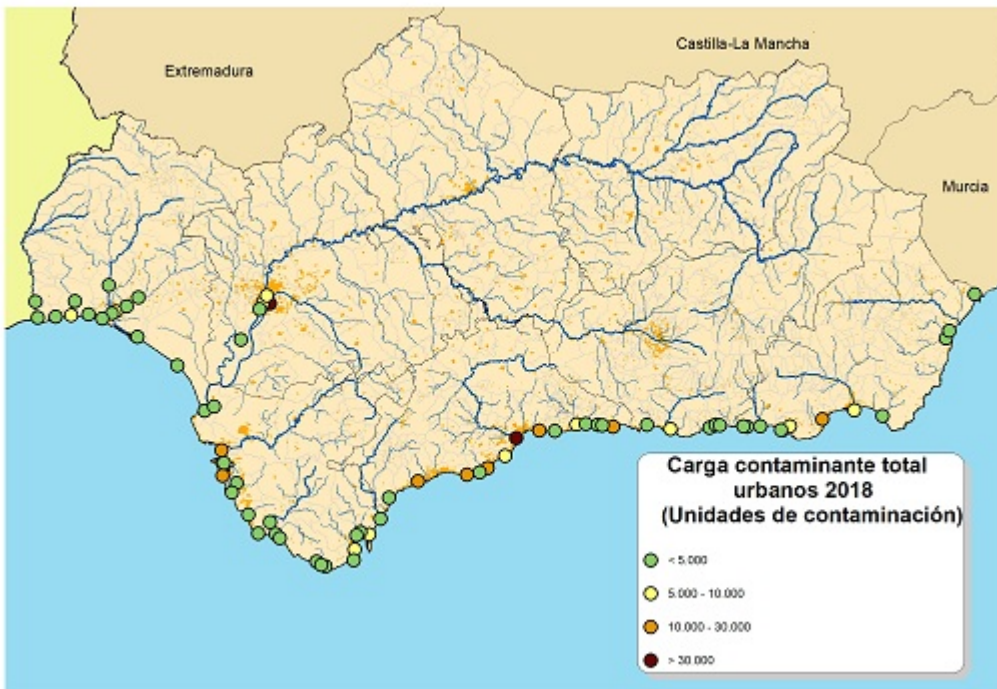 Castilla-La Mancha
Extremadura
Murcia
Carga contaminante total
urbanos 2018
(Unidades de contaminación)
< 5.000
5.000 - 10.000
10.000 - 30.000
> 30.000